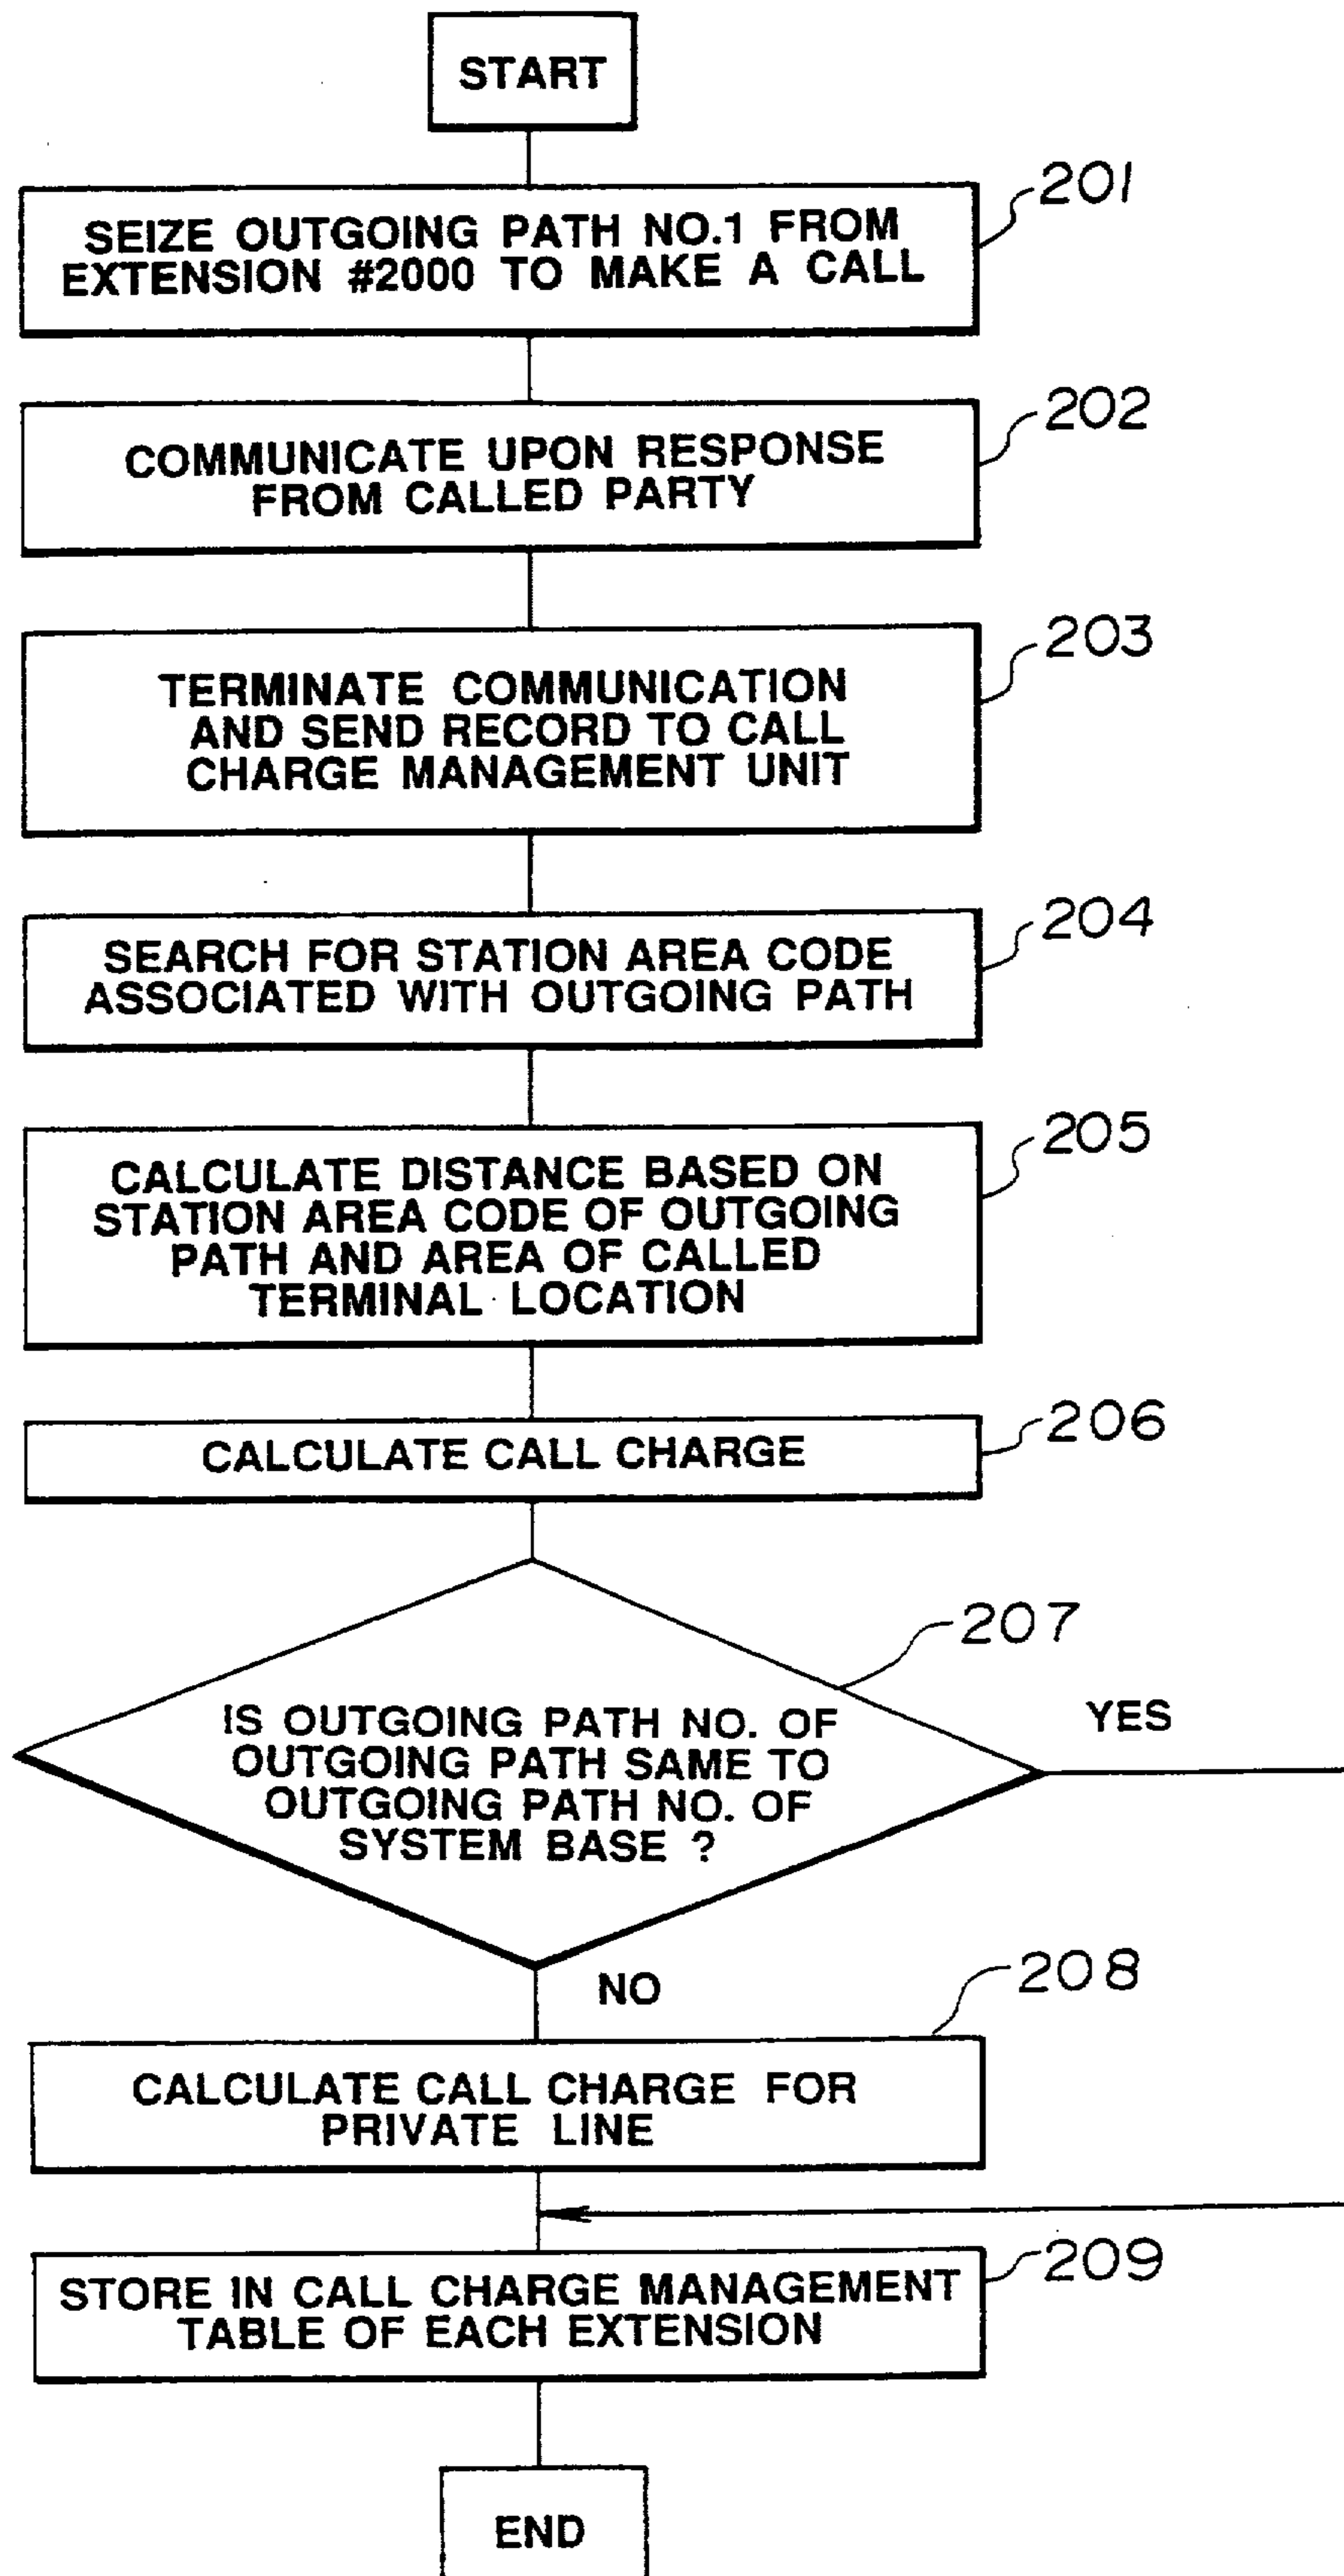 START
201
SEIZE OUTGOING PATH NO.1 FROM
EXTENSION #2000 TO MAKE A CALL
202
COMMUNICATE UPON RESPONSE
FROM CALLED PARTY
203
TERMINATE COMMUNICATION
AND SEND RECORD TO CALL
CHARGE MANAGEMENT UNIT
204
SEARCH FOR STATION AREA CODE
ASSOCIATED WITH OUTGOING PATH
205
CALCULATE DISTANCE BASED ON
STATION AREA CODE OF OUTGOING
PATH AND AREA OF CALLED
TERMINAL LOCATION
206
CALCULATE CALL CHARGE
207
IS OUTGOING PATH NO. OF
OUTGOING PATH SAME TO
OUTGOING PATH NO. OF
SYSTEM BASE ?
YES
NO
208
CALCULATE CALL CHARGE FOR
PRIVATE LINE
209
STORE IN CALL CHARGE MANAGEMENT
TABLE OF EACH EXTENSION
END